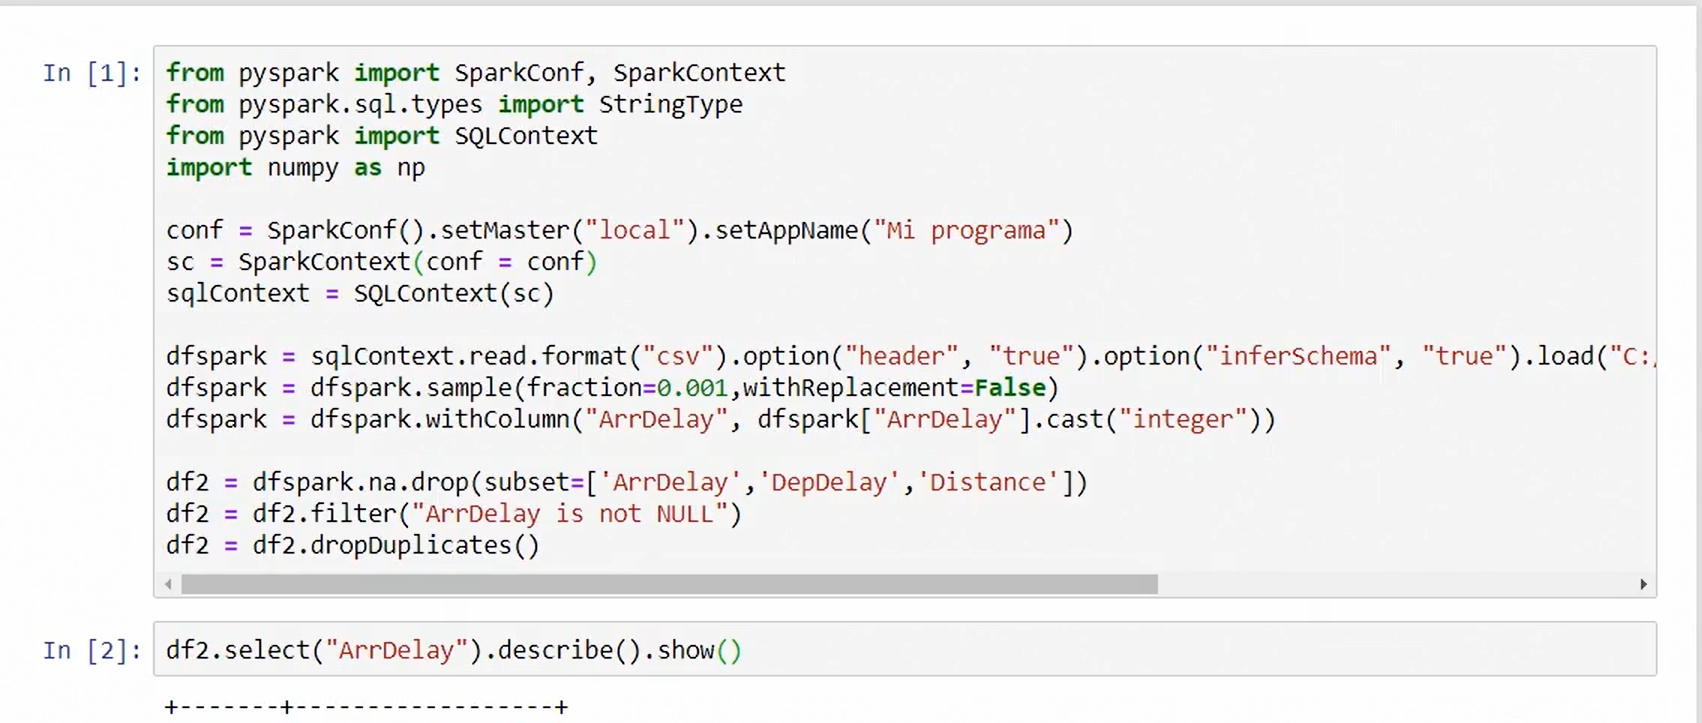 In [1]:
from pyspark import SparkConf, SparkContext
from pyspark.sql.types import StringType
from pyspark import SQLContext
import numpy as np
conf = SparkConf().setMaster("local").setAppName("Mi programa")
sc = SparkContext(conf = conf)
sqlContext = SQLContext(sc)
dfspark = sqlContext.read.format("csv").option("header", "true").option("inferSchema", "true").load("C:/
dfspark = dfspark.sample(fraction=0.001,withReplacement=False)
dfspark = dfspark.withColumn("ArrDelay", dfspark["ArrDelay"].cast("integer"))
df2 = dfspark.na.drop(subset=['ArrDelay','DepDelay','Distance'])
df2 = df2.filter("ArrDelay is not NULL")
df2 = df2.dropDuplicates()
In [2]:
df2.select("ArrDelay").describe().show()
+-------+------------------+